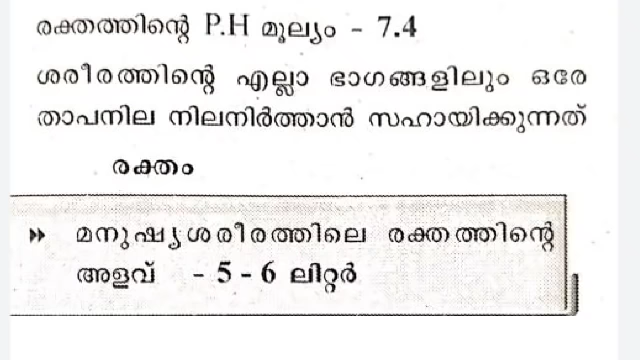 രക്തത്തിന്റെ P.H മൂല്യം - 7.4
ശരീരത്തിന്റെ എല്ലാ ഭാഗങ്ങളിലും ഒരേ
താപനില നിലനിർത്താൻ സഹായിക്കുന്നത്
രക്തം
» മനുഷ്യശരീരത്തിലെ രക്തത്തിന്റെ
അളവ് - 5 - 6 ലിറ്റർ